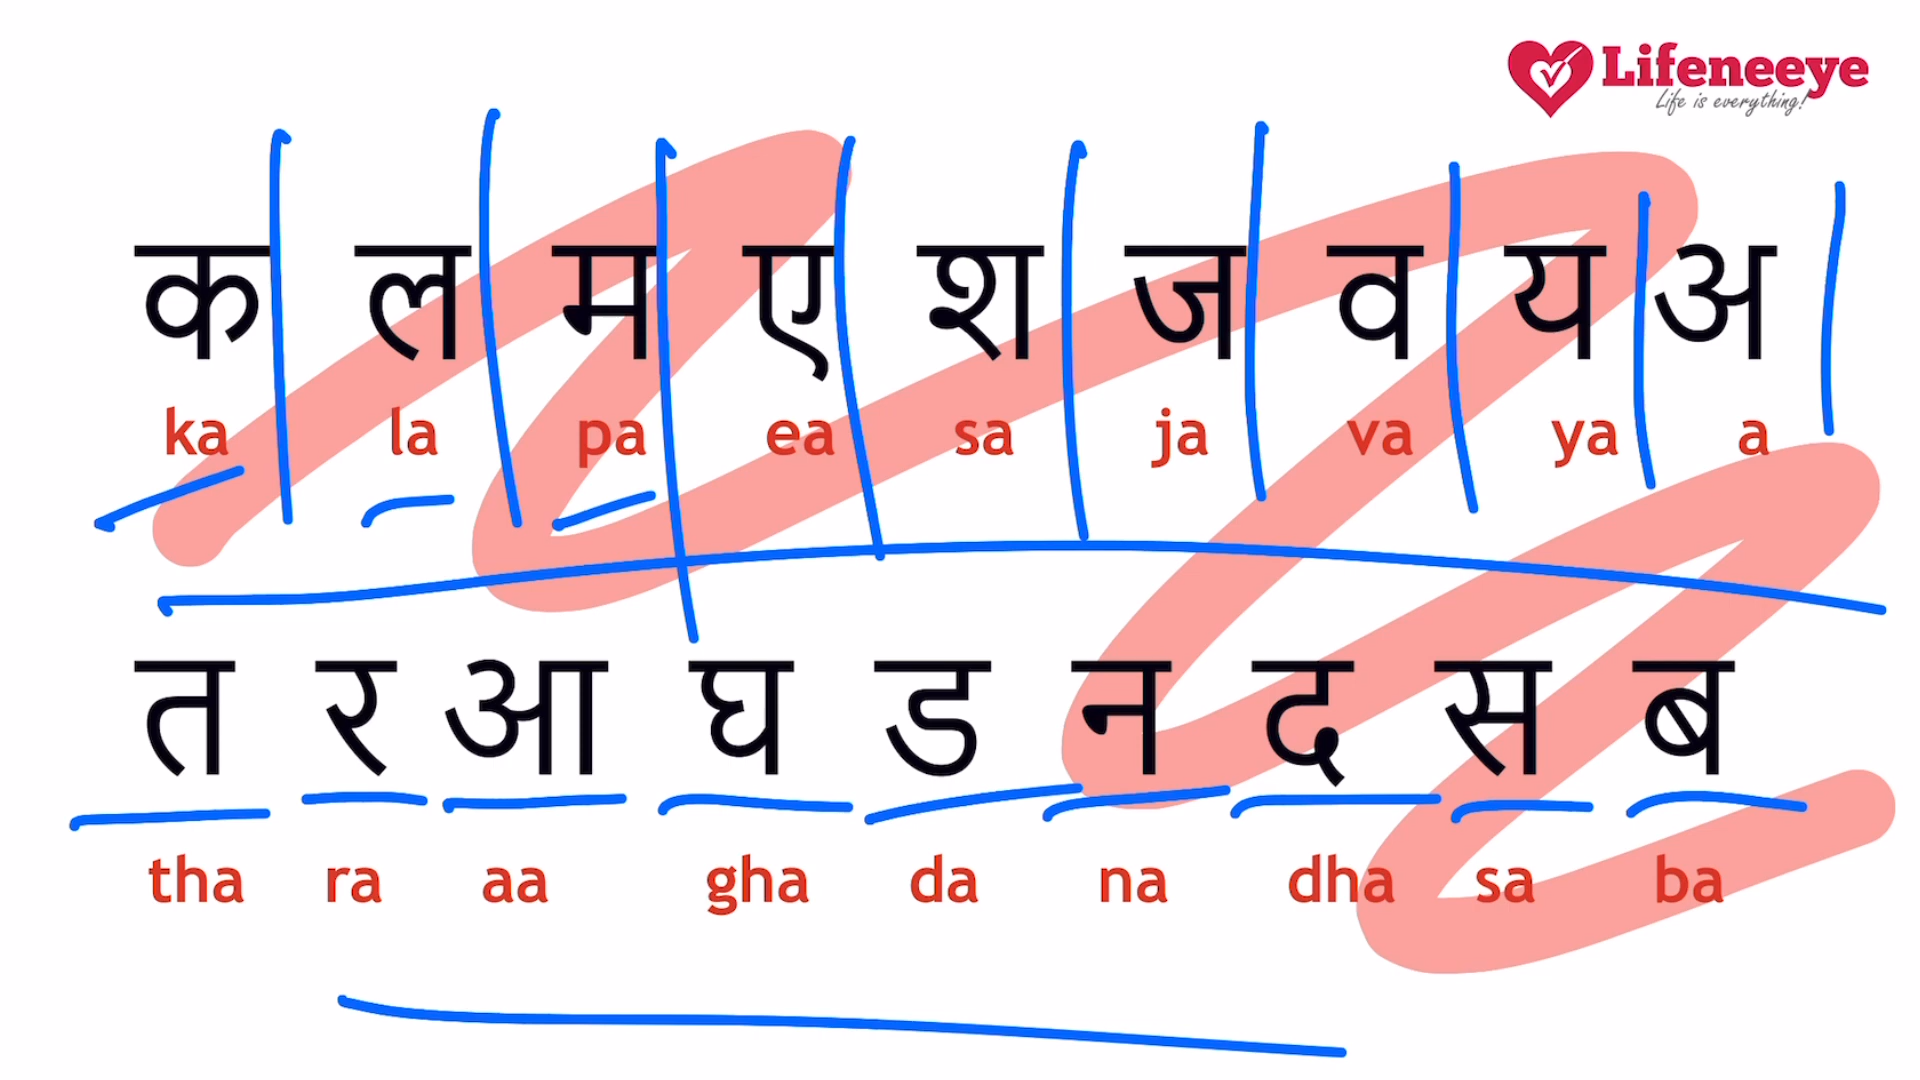 Lifeneeye
Life is everything!
क ल म ए श ज व य अ
ka la pa ea sa ja va ya a
त र आ घ ड न द स ब
tha ra aa gha da na dha sa ba